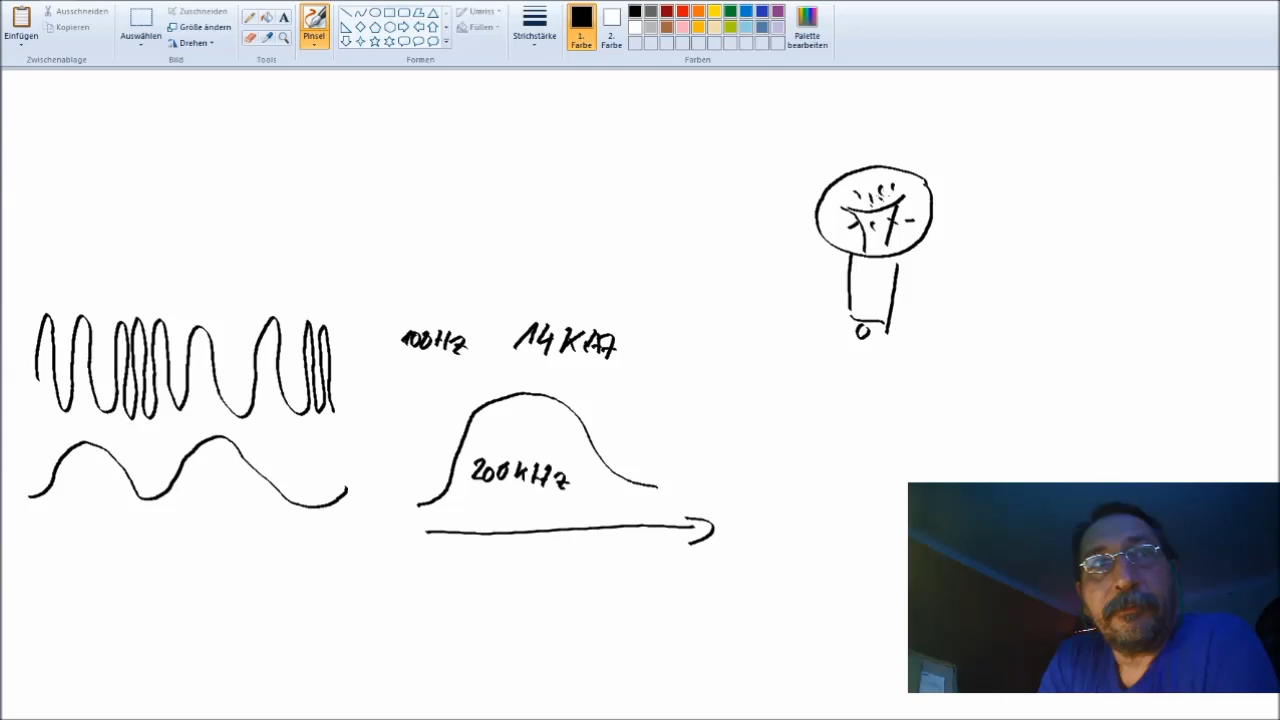 Einfügen
Ausschneiden
Kopieren
Zwischenablage
Auswählen
Zuschneiden
Größe ändern
Drehen
Bild
A
Tools
Pinsel
Formen
Umriss
Füllen
Strichstärke
1.
Farbe
2.
Farbe
Palette
bearbeiten
Farben
100Hz
14KHz
200KHz